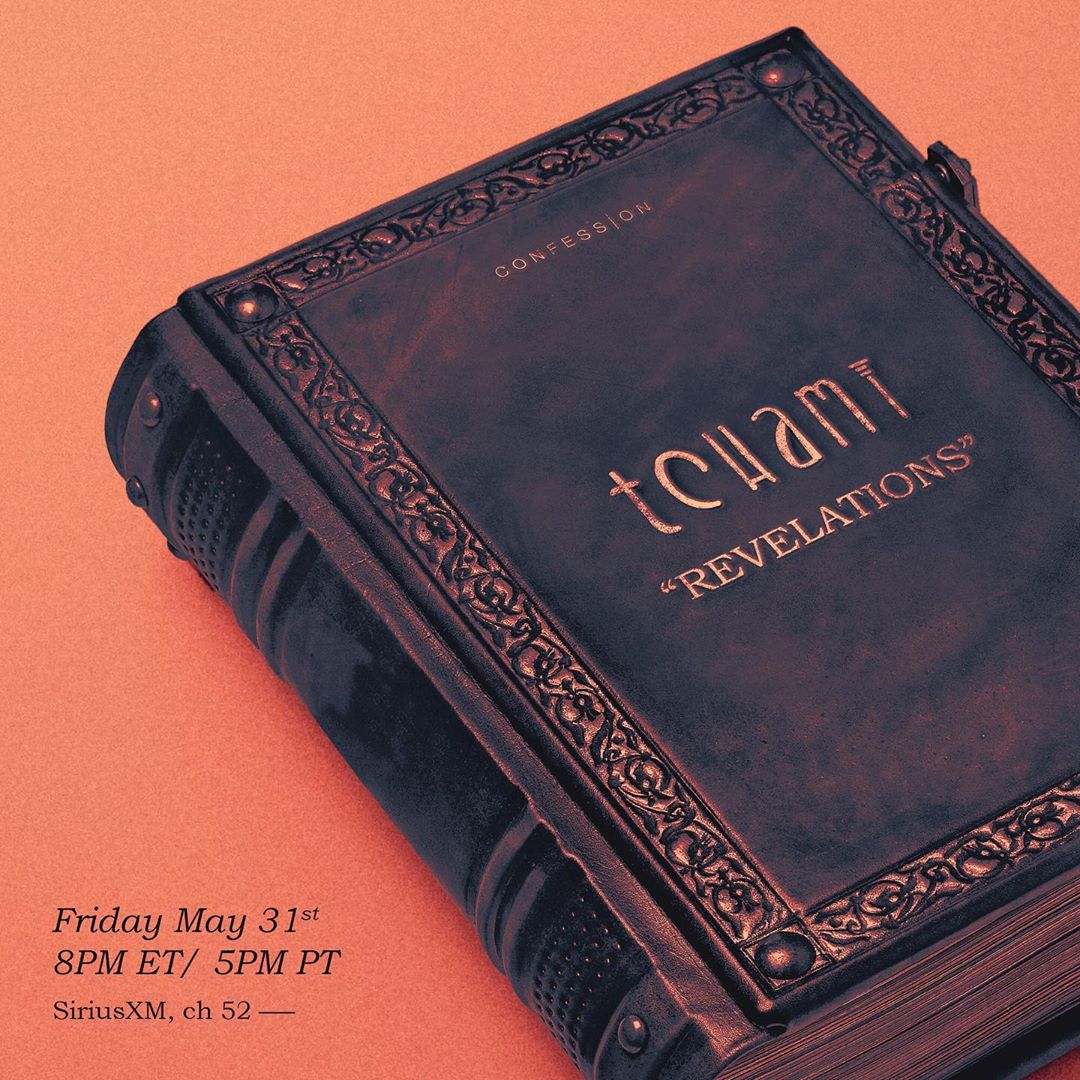 CONFESSION
tchami
“REVELATIONS”
Friday May 31st
8PM ET/ 5PM PT
SiriusXM, ch 52 —